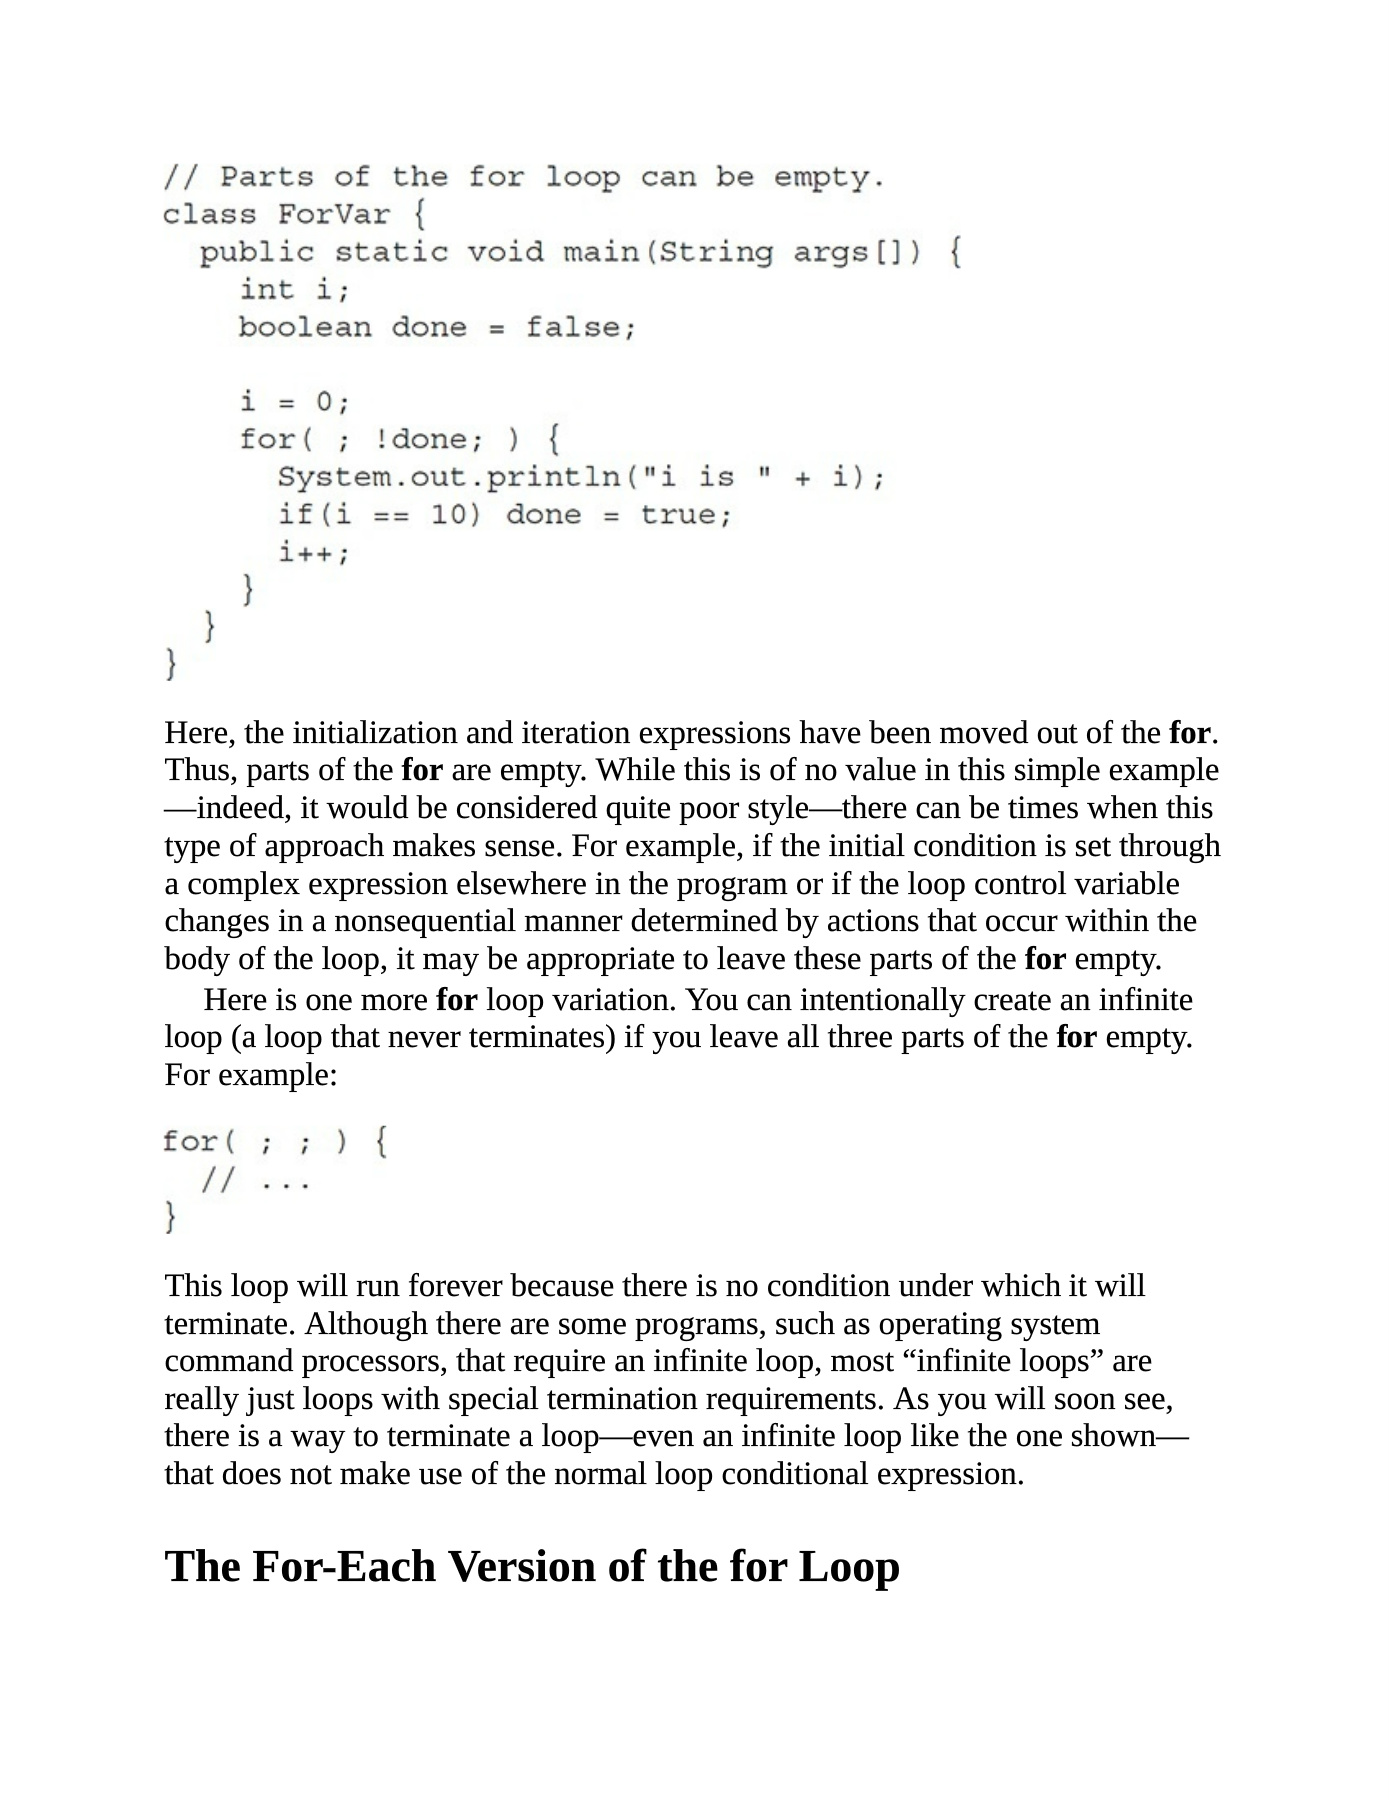 // Parts of the for loop can be empty.
class ForVar {
  public static void main(String args[]) {
    int i;
    boolean done = false;

    i = 0;
    for( ; !done; ) {
      System.out.println("i is " + i);
      if(i == 10) done = true;
      i++;
    }
  }
}
Here, the initialization and iteration expressions have been moved out of the for.
Thus, parts of the for are empty. While this is of no value in this simple example
—indeed, it would be considered quite poor style—there can be times when this
type of approach makes sense. For example, if the initial condition is set through
a complex expression elsewhere in the program or if the loop control variable
changes in a nonsequential manner determined by actions that occur within the
body of the loop, it may be appropriate to leave these parts of the for empty.
Here is one more for loop variation. You can intentionally create an infinite
loop (a loop that never terminates) if you leave all three parts of the for empty.
For example:
for( ; ; ) {
  // ...
}
This loop will run forever because there is no condition under which it will
terminate. Although there are some programs, such as operating system
command processors, that require an infinite loop, most “infinite loops” are
really just loops with special termination requirements. As you will soon see,
there is a way to terminate a loop—even an infinite loop like the one shown—
that does not make use of the normal loop conditional expression.
The For-Each Version of the for Loop